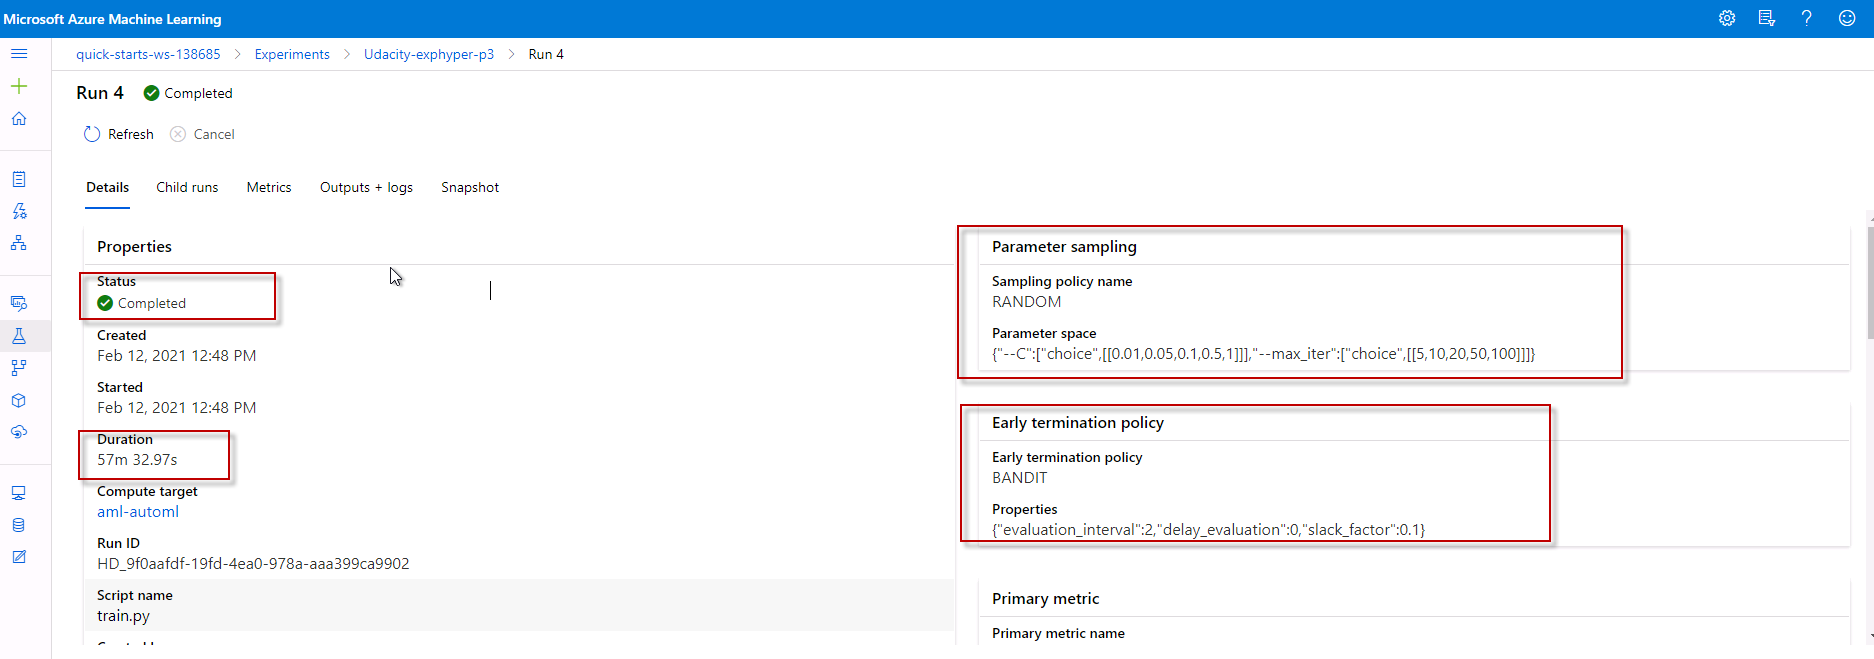 Microsoft Azure Machine Learning
quick-starts-ws-138685 > Experiments > Udacity-exphyper-p3 > Run 4
Run 4 Completed
Refresh Cancel
Details Child runs Metrics Outputs + logs Snapshot
Properties
Status
Completed
Created
Feb 12, 2021 12:48 PM
Started
Feb 12, 2021 12:48 PM
Duration
57m 32.97s
Compute target
aml-automl
Run ID
HD_9f0aafdf-19fd-4ea0-978a-aaa399ca9902
Script name
train.py
Parameter sampling
Sampling policy name
RANDOM
Parameter space
{"--C":["choice",[[0.01,0.05,0.1,0.5,1]]],"--max_iter":["choice",[[5,10,20,50,100]]]}
Early termination policy
Early termination policy
BANDIT
Properties
{"evaluation_interval":2,"delay_evaluation":0,"slack_factor":0.1}
Primary metric
Primary metric name